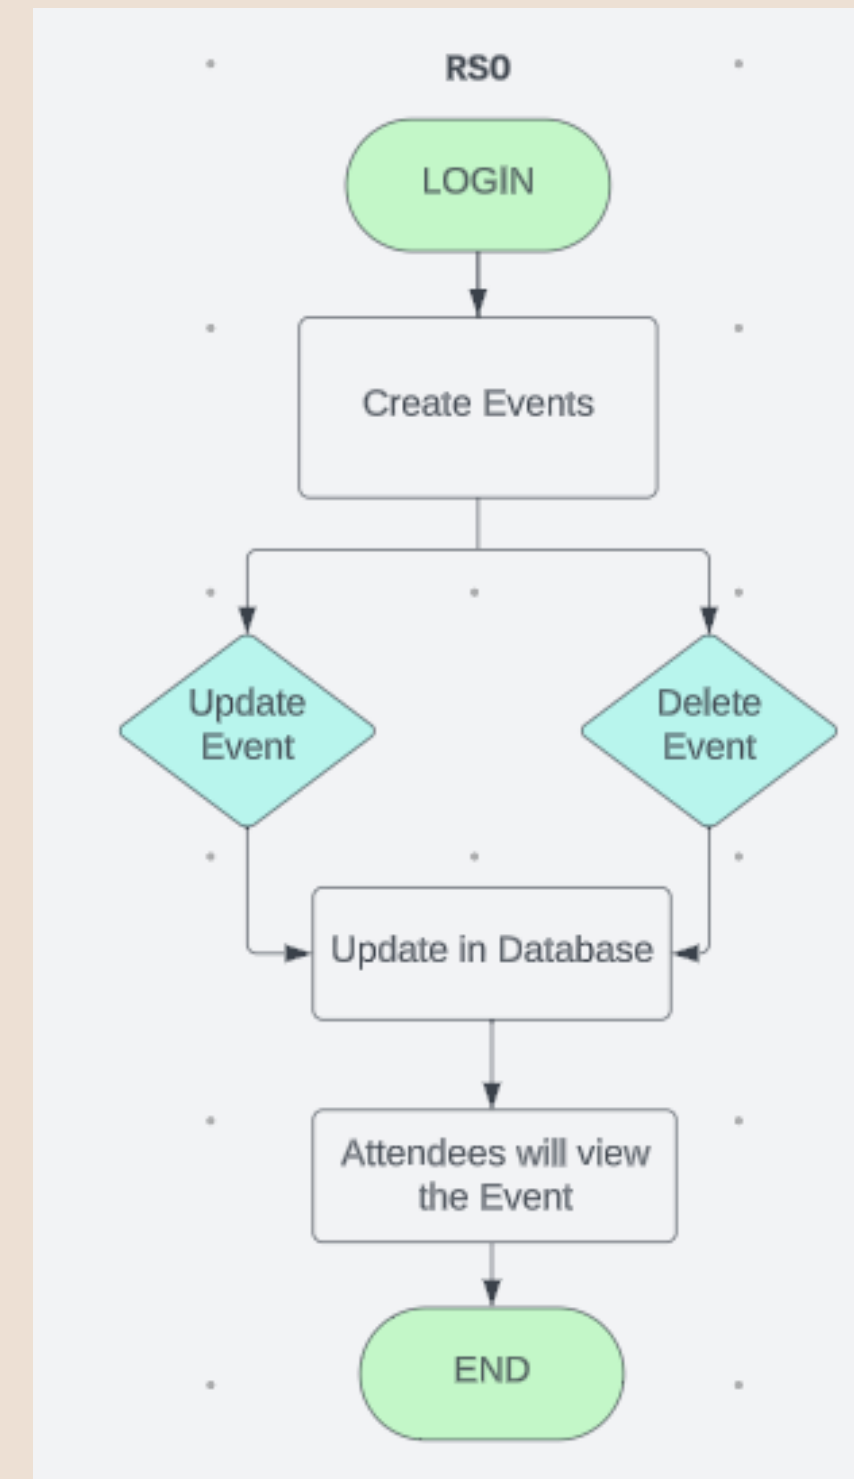 RSO
LOGIN
Create Events
Update
Event
Delete
Event
Update in Database
Attendees will view
the Event
END